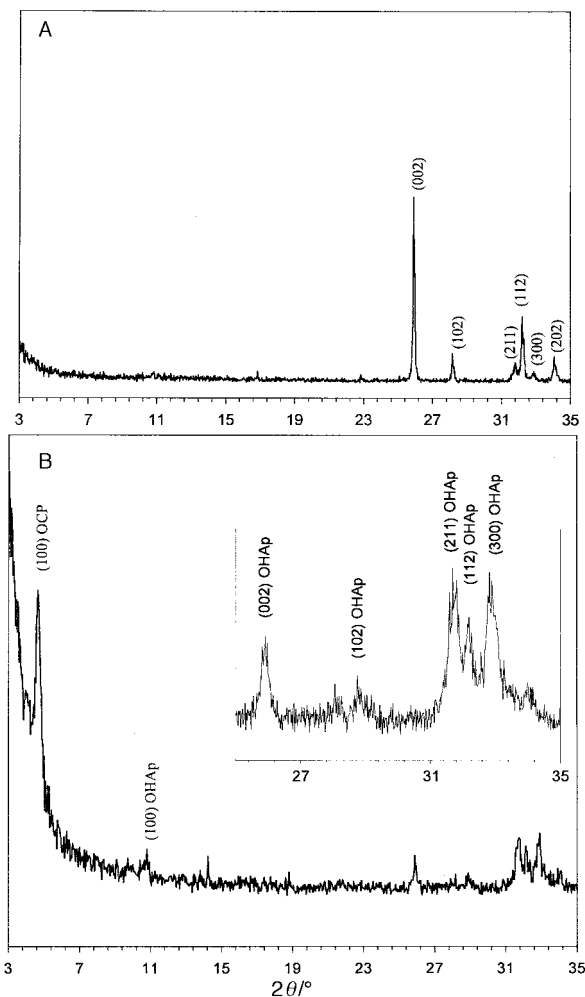 A
(002)
(102)
(211)
(112)
(300)
(202)
3 7 11 15 19 23 27 31 35
B
(100) OCP
(100) OHAp
(002) OHAp
(102) OHAp
(211) OHAp
(112) OHAp
(300) OHAp
27 31 35
3 7 11 15 19 23 27 31 35
2θ/°